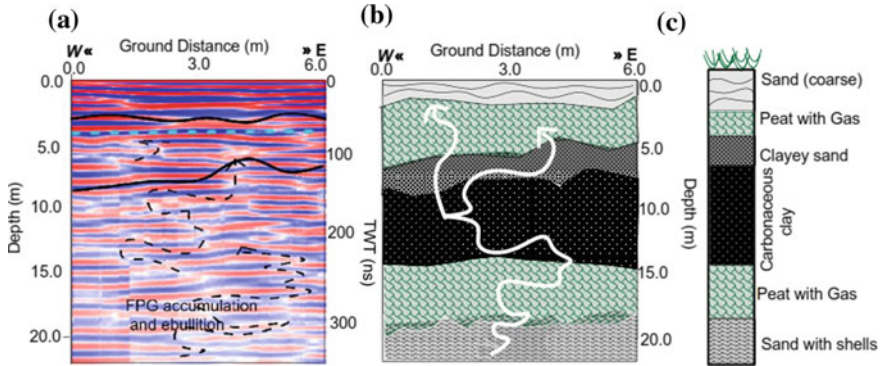 (a)
Ground Distance (m)
W «
» E
0.0
3.0
6.0
0.0
5.0
10.0
15.0
20.0
Depth (m)
0
100
200
300
TWT (ns)
FPG accumulation
and ebullition
(b)
Ground Distance (m)
W «
» E
0.0
3.0
6.0
0.0
5.0
10.0
15.0
20.0
Depth (m)
(c)
Sand (coarse)
Peat with Gas
Clayey sand
Carbonaceous
clay
Peat with Gas
Sand with shells